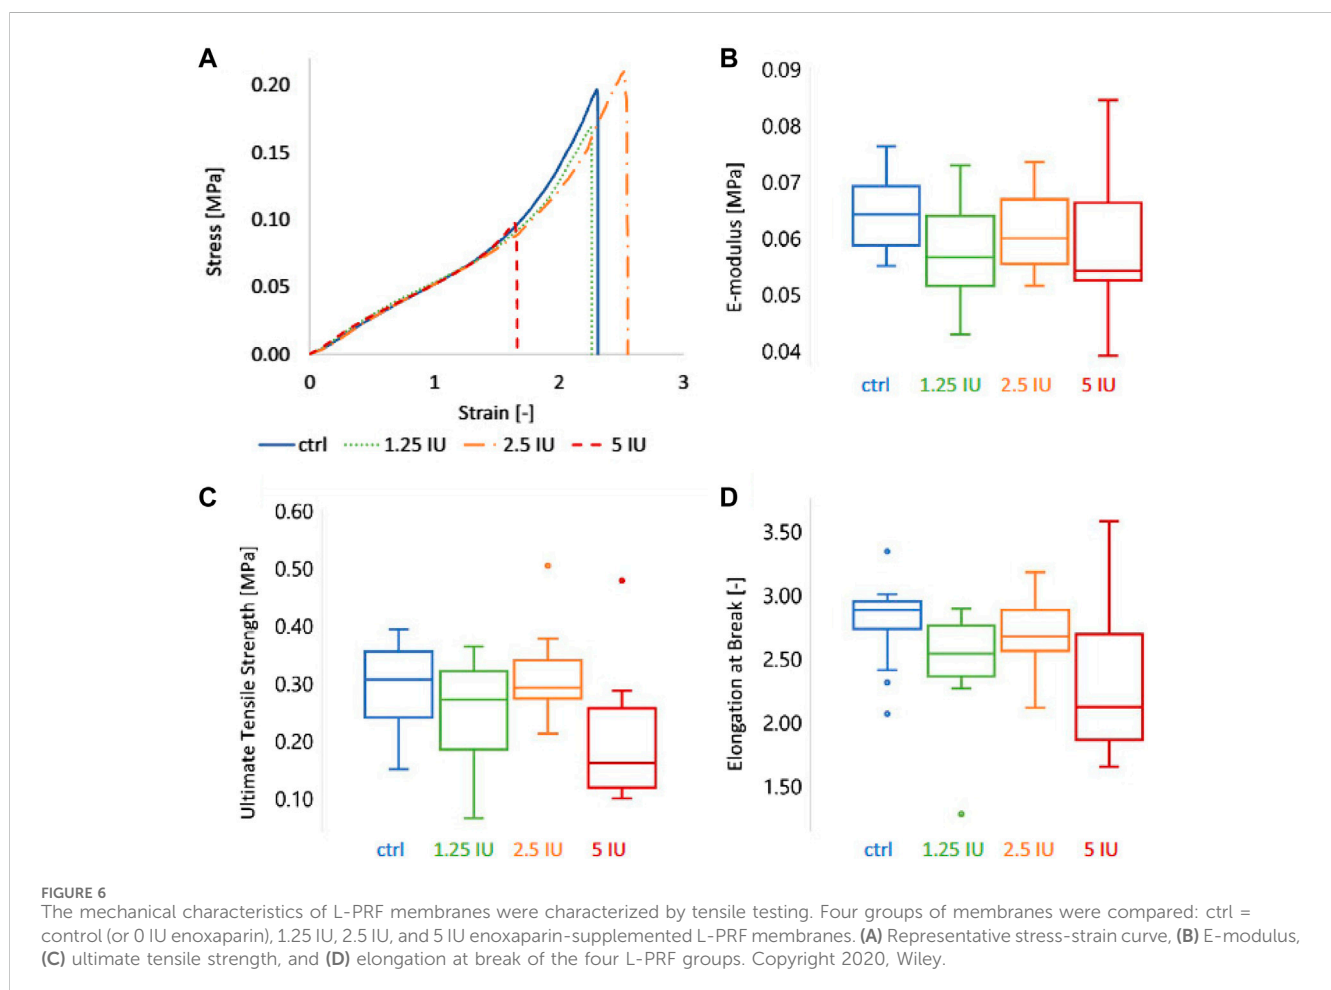 A
B
0.20
0.15
0.10
0.05
0.00
Stress [MPa]
0
1
2
3
Strain [-]
ctrl
1.25 IU
2.5 IU
5 IU
0.09
0.08
0.07
0.06
0.05
0.04
E-modulus [MPa]
ctrl
1.25 IU
2.5 IU
5 IU
C
D
0.60
0.50
0.40
0.30
0.20
0.10
Ultimate Tensile Strength [MPa]
ctrl
1.25 IU
2.5 IU
5 IU
3.50
3.00
2.50
2.00
1.50
Elongation at Break [-]
ctrl
1.25 IU
2.5 IU
5 IU
FIGURE 6
The mechanical characteristics of L-PRF membranes were characterized by tensile testing. Four groups of membranes were compared: ctrl =
control (or 0 IU enoxaparin), 1.25 IU, 2.5 IU, and 5 IU enoxaparin-supplemented L-PRF membranes. (A) Representative stress-strain curve, (B) E-modulus,
(C) ultimate tensile strength, and (D) elongation at break of the four L-PRF groups. Copyright 2020, Wiley.